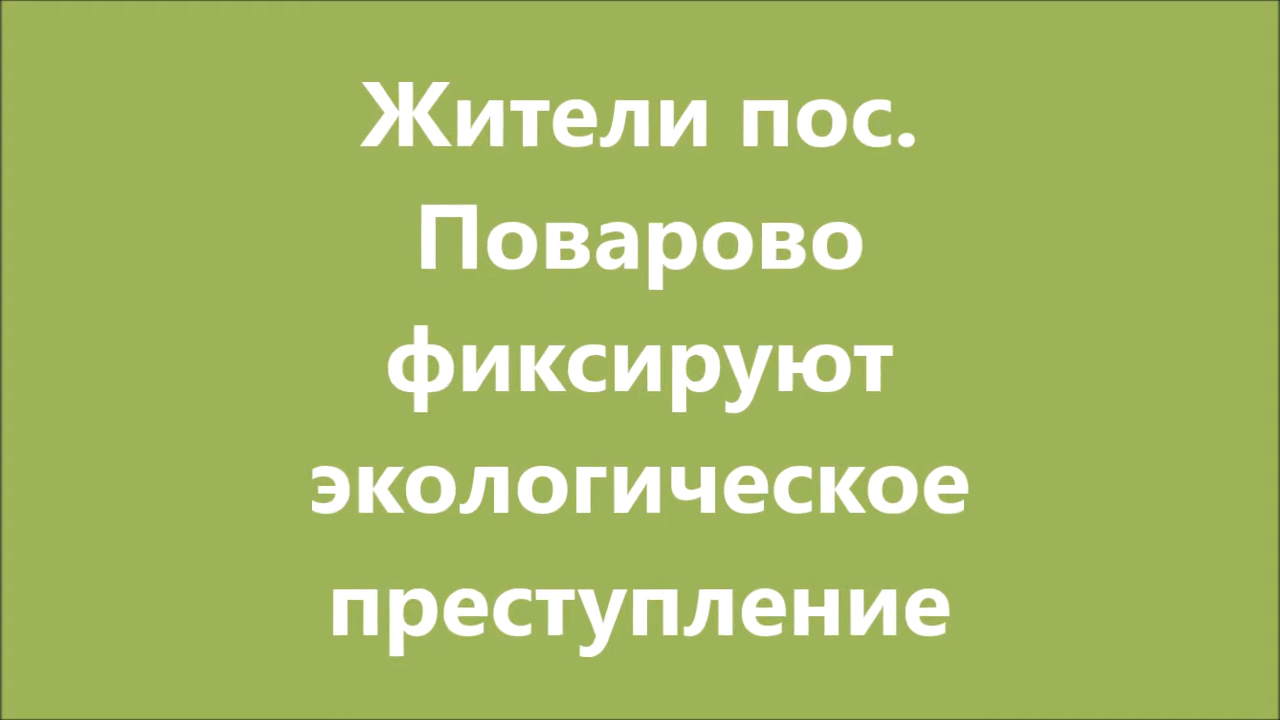 Жители пос.
Поварово
фиксируют
экологическое
преступление